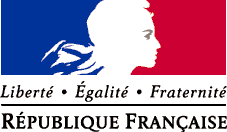 Liberté • Égalité • Fraternité
RÉPUBLIQUE FRANÇAISE